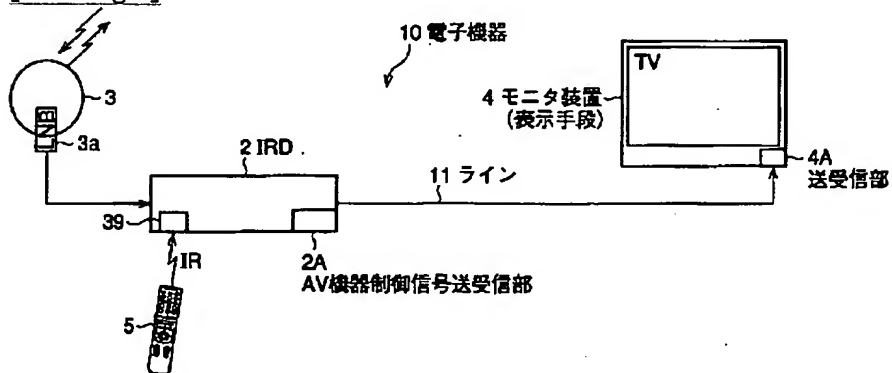 10 電子機器
TV
3
4 モニタ装置
(表示手段)
LNB
3a
2 IRD
4A
送受信部
11 ライン
39
IR
2A
AV機器制御信号送受信部
5